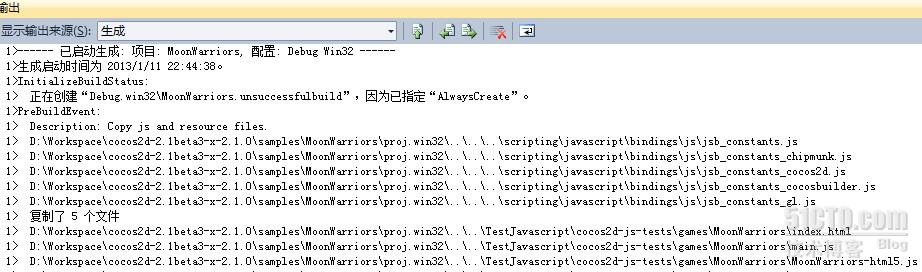 输出
显示输出来源(S): 生成
1>------ 已启动生成: 项目: MoonWarriors, 配置: Debug Win32 ------
1>生成启动时间为 2013/1/11 22:44:38。
1>InitializeBuildStatus:
1>  正在创建“Debug.win32\MoonWarriors.unsuccessfulbuild”，因为已指定“AlwaysCreate”。
1>PreBuildEvent:
1>  Description: Copy js and resource files.
1>  D:\Workspace\cocos2d-2.1beta3-x-2.1.0\samples\MoonWarriors\proj.win32\..\..\..\scripting\javascript\bindings\js\jsb_constants.js
1>  D:\Workspace\cocos2d-2.1beta3-x-2.1.0\samples\MoonWarriors\proj.win32\..\..\..\scripting\javascript\bindings\js\jsb_constants_chipmunk.js
1>  D:\Workspace\cocos2d-2.1beta3-x-2.1.0\samples\MoonWarriors\proj.win32\..\..\..\scripting\javascript\bindings\js\jsb_constants_cocos2d.js
1>  D:\Workspace\cocos2d-2.1beta3-x-2.1.0\samples\MoonWarriors\proj.win32\..\..\..\scripting\javascript\bindings\js\jsb_constants_cocosbuilder.js
1>  D:\Workspace\cocos2d-2.1beta3-x-2.1.0\samples\MoonWarriors\proj.win32\..\..\..\scripting\javascript\bindings\js\jsb_constants_gl.js
1>  复制了 5 个文件
1>  D:\Workspace\cocos2d-2.1beta3-x-2.1.0\samples\MoonWarriors\proj.win32\..\..\TestJavascript\cocos2d-js-tests\games\MoonWarriors\index.html
1>  D:\Workspace\cocos2d-2.1beta3-x-2.1.0\samples\MoonWarriors\proj.win32\..\..\TestJavascript\cocos2d-js-tests\games\MoonWarriors\main.js
1>  D:\Workspace\cocos2d-2.1beta3-x-2.1.0\samples\MoonWarriors\proj.win32\..\..\TestJavascript\cocos2d-js-tests\games\MoonWarriors\MoonWarriors-html5.js
51CTO.com
技术博客 Blog